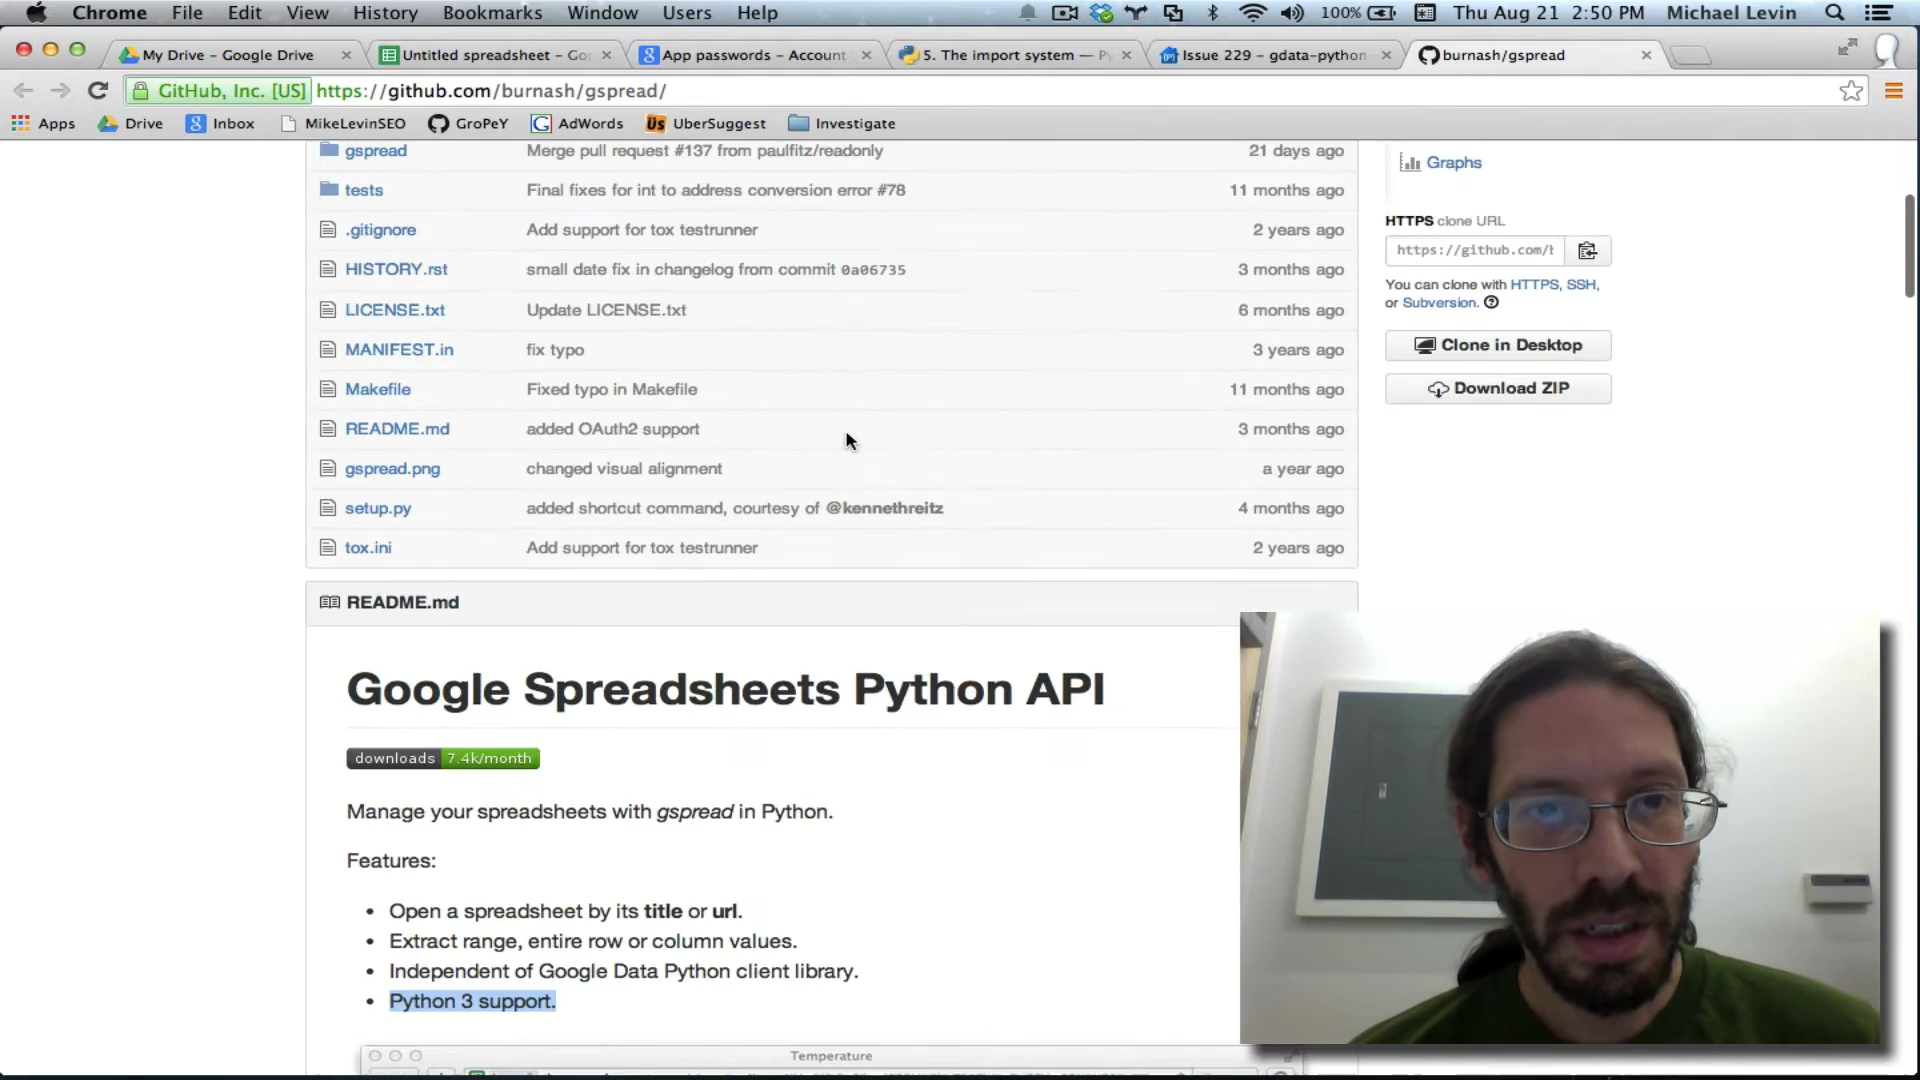 Chrome File Edit View History Bookmarks Window Users Help 100% Thu Aug 21 2:50 PM Michael Levin
My Drive - Google Drive
Untitled spreadsheet - Go
App passwords - Account
5. The import system — Py
Issue 229 - gdata-python
burnash/gspread
GitHub, Inc. [US] https://github.com/burnash/gspread/
Apps Drive Inbox MikeLevinSEO GroPeY AdWords UberSuggest Investigate
gspread Merge pull request #137 from paulfitz/readonly 21 days ago
tests Final fixes for int to address conversion error #78 11 months ago
.gitignore Add support for tox testrunner 2 years ago
HISTORY.rst small date fix in changelog from commit 0a06735 3 months ago
LICENSE.txt Update LICENSE.txt 6 months ago
MANIFEST.in fix typo 3 years ago
Makefile Fixed typo in Makefile 11 months ago
README.md added OAuth2 support 3 months ago
gspread.png changed visual alignment a year ago
setup.py added shortcut command, courtesy of @kennethreitz 4 months ago
tox.ini Add support for tox testrunner 2 years ago
Graphs
HTTPS clone URL
https://github.com/b
You can clone with HTTPS, SSH,
or Subversion.
Clone in Desktop
Download ZIP
README.md
Google Spreadsheets Python API
downloads 7.4k/month
Manage your spreadsheets with gspread in Python.
Features:
• Open a spreadsheet by its title or url.
• Extract range, entire row or column values.
• Independent of Google Data Python client library.
• Python 3 support.
Temperature